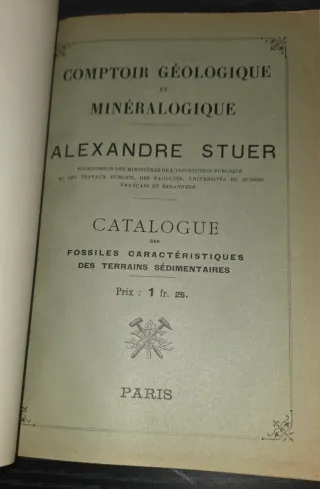 COMPTOIR GÉOLOGIQUE
ET
MINÉRALOGIQUE
ALEXANDRE STUER
FOURNISSEUR DES MINISTÈRES DE L'INSTRUCTION PUBLIQUE
ET DES TRAVAUX PUBLICS, DES FACULTÉS, UNIVERSITÉS ET MUSÉES
FRANÇAIS ET ÉTRANGERS
CATALOGUE
DES
FOSSILES CARACTÉRISTIQUES
DES TERRAINS SÉDIMENTAIRES
Prix : 1 fr. 25.
PARIS